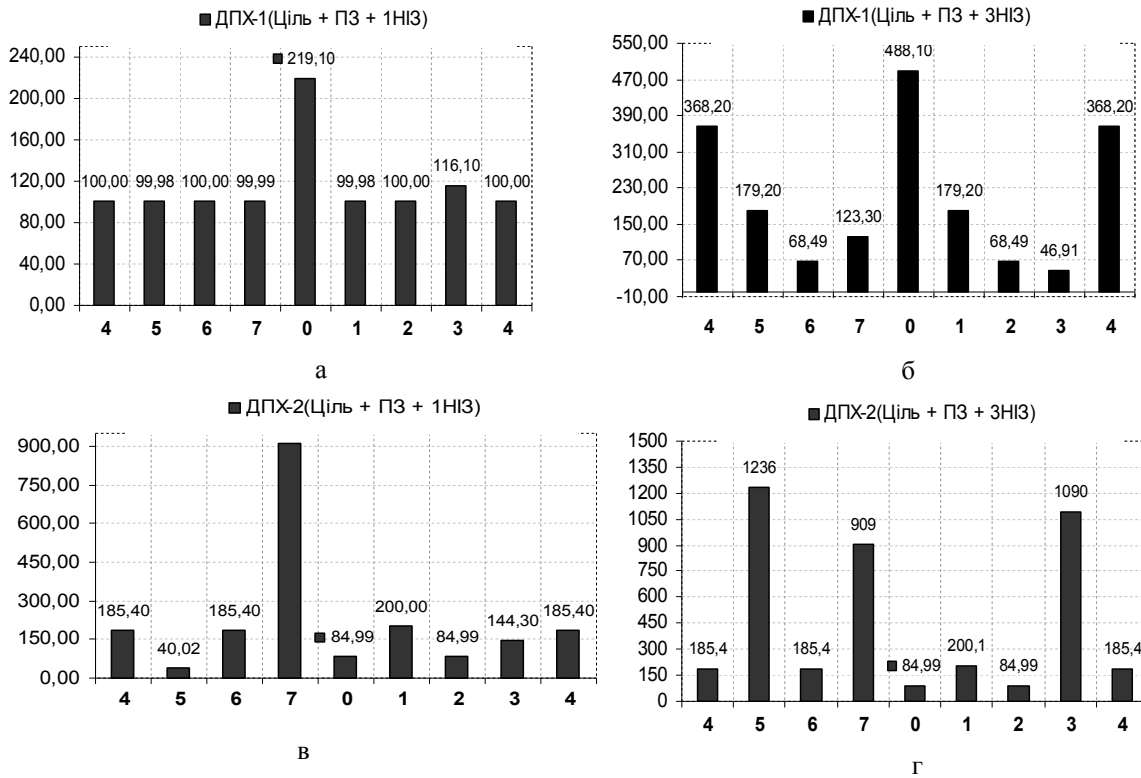 ДПХ-1(Ціль + ПЗ + 1НІЗ)
240,00
200,00
160,00
120,00
80,00
40,00
0,00
219,10
116,10
100,00 99,98 100,00 99,99 99,98 100,00 100,00
4 5 6 7 0 1 2 3 4
а
ДПХ-1(Ціль + ПЗ + 3НІЗ)
550,00
470,00
390,00
310,00
230,00
150,00
70,00
-10,00
488,10
368,20 368,20
179,20 179,20
123,30
68,49 68,49 46,91
4 5 6 7 0 1 2 3 4
б
ДПХ-2(Ціль + ПЗ + 1НІЗ)
900,00
750,00
600,00
450,00
300,00
150,00
0,00
185,40 185,40 200,00 185,40
144,30
40,02 84,99 84,99
4 5 6 7 0 1 2 3 4
в
ДПХ-2(Ціль + ПЗ + 3НІЗ)
1500
1350
1200
1050
900
750
600
450
300
150
0
1236
1090
909
185,4 185,4 200,1 185,4
84,99 84,99
4 5 6 7 0 1 2 3 4
г